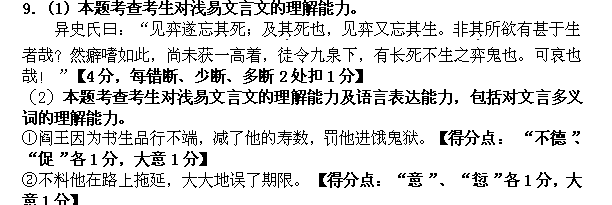 9. (1) 本题考查考生对浅易文言文的理解能力。
异史氏曰：“见弈遂忘其死；及其死也，见弈又忘其生。非其所欲有甚于生
者哉？然癖嗜如此，尚未获一高着，徒令九泉下，有长死不生之弈鬼也。可哀也
哉！”【4分，每错断、少断、多断2处扣1分】
（2）本题考查考生对浅易文言文的理解能力及语言表达能力，包括对文言多义
词的理解能力。
①阎王因为书生品行不端，减了他的寿数，罚他进饿鬼狱。【得分点：“不德”、
“促”各1分，大意1分】
②不料他在路上拖延，大大地误了期限。【得分点：“意”、“愆”各1分，大
意1分】